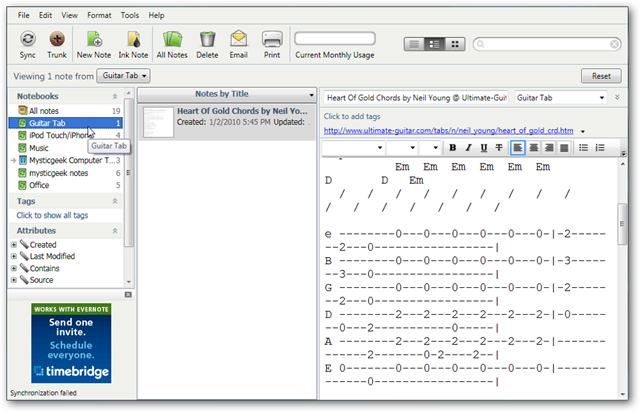 File Edit View Format Tools Help
Sync Trunk New Note Ink Note All Notes Delete Email Print Current Monthly Usage
Viewing 1 note from Guitar Tab Reset
Notebooks
All notes 19
Guitar Tab 1
iPod Touch/iPhone 4
Guitar Tab
Music
Mysticgeek Computer T... 3
mysticgeek notes 6
Office 5
Tags
Click to show all tags
Attributes
Created
Last Modified
Contains
Source
WORKS WITH EVERNOTE
Send one
invite.
Schedule
everyone.
timebridge
Synchronization failed
Notes by Title
Heart Of Gold Chords by Neil Yo...
Created: 1/2/2010 5:45 PM Updated: ...
Heart Of Gold Chords by Neil Young @ Ultimate-Guit Guitar Tab
Click to add tags
http://www.ultimate-guitar.com/tabs/n/neil_young/heart_of_gold_crd.htm
B I U T
Em Em Em Em Em
D D Em
/ / / / / / / / / /
/ / / / / / / / /
e --------0---0---0---0---0---0-|-2-----
--2---0--------------------|
B --------0---0---0---0---0---0-|-3-----
--3---0--------------------|
G --------0---0---0---0---0---0-|-2-----
--2------------------------|
D --------2---2---2---2---2---2-|-0-----
--0---2-------------0------|
A --------2---2---2---2---2---2-|-------
------2--------0-2----2--|
E 0-------0---0---0---0---0---0-|-------
------0--------------------|